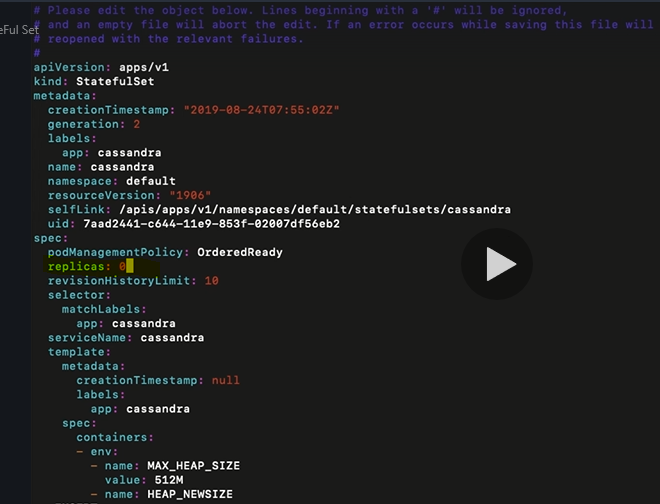 # Please edit the object below. Lines beginning with a '#' will be ignored,
# and an empty file will abort the edit. If an error occurs while saving this file will
eFul Set
# reopened with the relevant failures.
#
apiVersion: apps/v1
kind: StatefulSet
metadata:
  creationTimestamp: "2019-08-24T07:55:02Z"
  generation: 2
  labels:
    app: cassandra
  name: cassandra
  namespace: default
  resourceVersion: "1906"
  selfLink: /apis/apps/v1/namespaces/default/statefulsets/cassandra
  uid: 7aad2441-c644-11e9-853f-02007df56eb2
spec:
  podManagementPolicy: OrderedReady
  replicas: 0
  revisionHistoryLimit: 10
  selector:
    matchLabels:
      app: cassandra
  serviceName: cassandra
  template:
    metadata:
      creationTimestamp: null
      labels:
        app: cassandra
    spec:
      containers:
      - env:
        - name: MAX_HEAP_SIZE
          value: 512M
        - name: HEAP_NEWSIZE